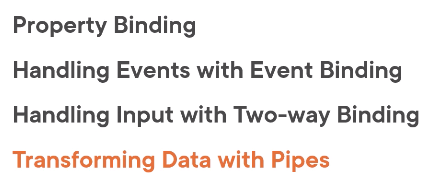 Property Binding
Handling Events with Event Binding
Handling Input with Two-way Binding
Transforming Data with Pipes